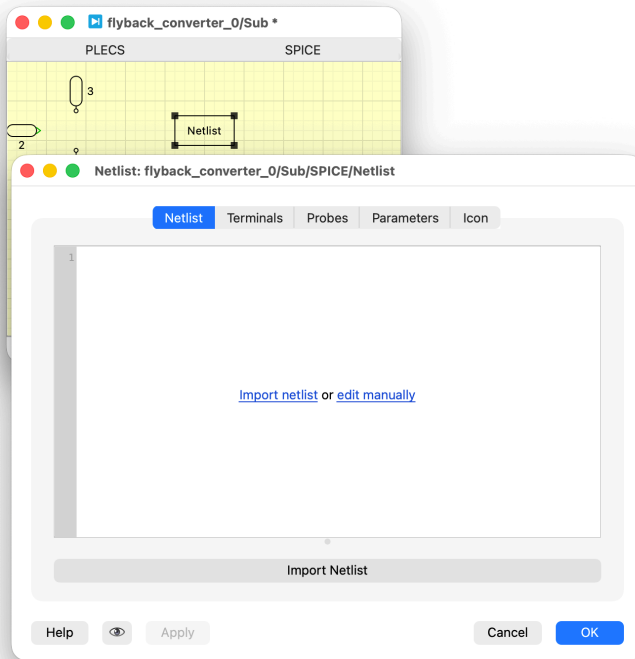 flyback_converter_0/Sub *
PLECS SPICE
3
Netlist
2
Netlist: flyback_converter_0/Sub/SPICE/Netlist
Netlist Terminals Probes Parameters Icon
1
Import netlist or edit manually
Import Netlist
Help Apply Cancel OK